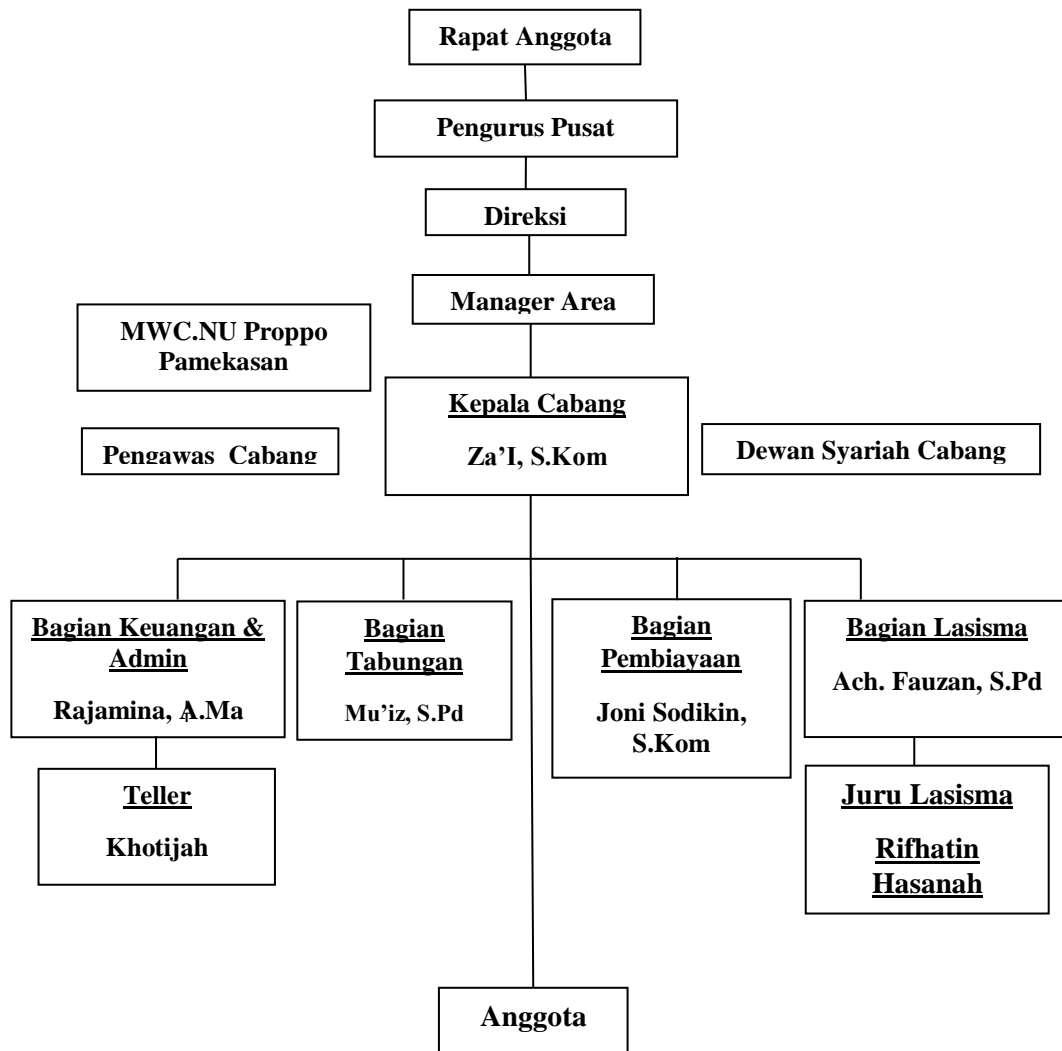 Rapat Anggota
Pengurus Pusat
Direksi
Manager Area
MWC.NU Proppo
Pamekasan
Kepala Cabang
Za’I, S.Kom
Pengawas Cabang
Dewan Syariah Cabang
Bagian Keuangan &
Admin
Rajamina, A.Ma
Bagian
Tabungan
Mu’iz, S.Pd
Bagian
Pembiayaan
Joni Sodikin,
S.Kom
Bagian Lasisma
Ach. Fauzan, S.Pd
Teller
Khotijah
Juru Lasisma
Rifhatin
Hasanah
Anggota